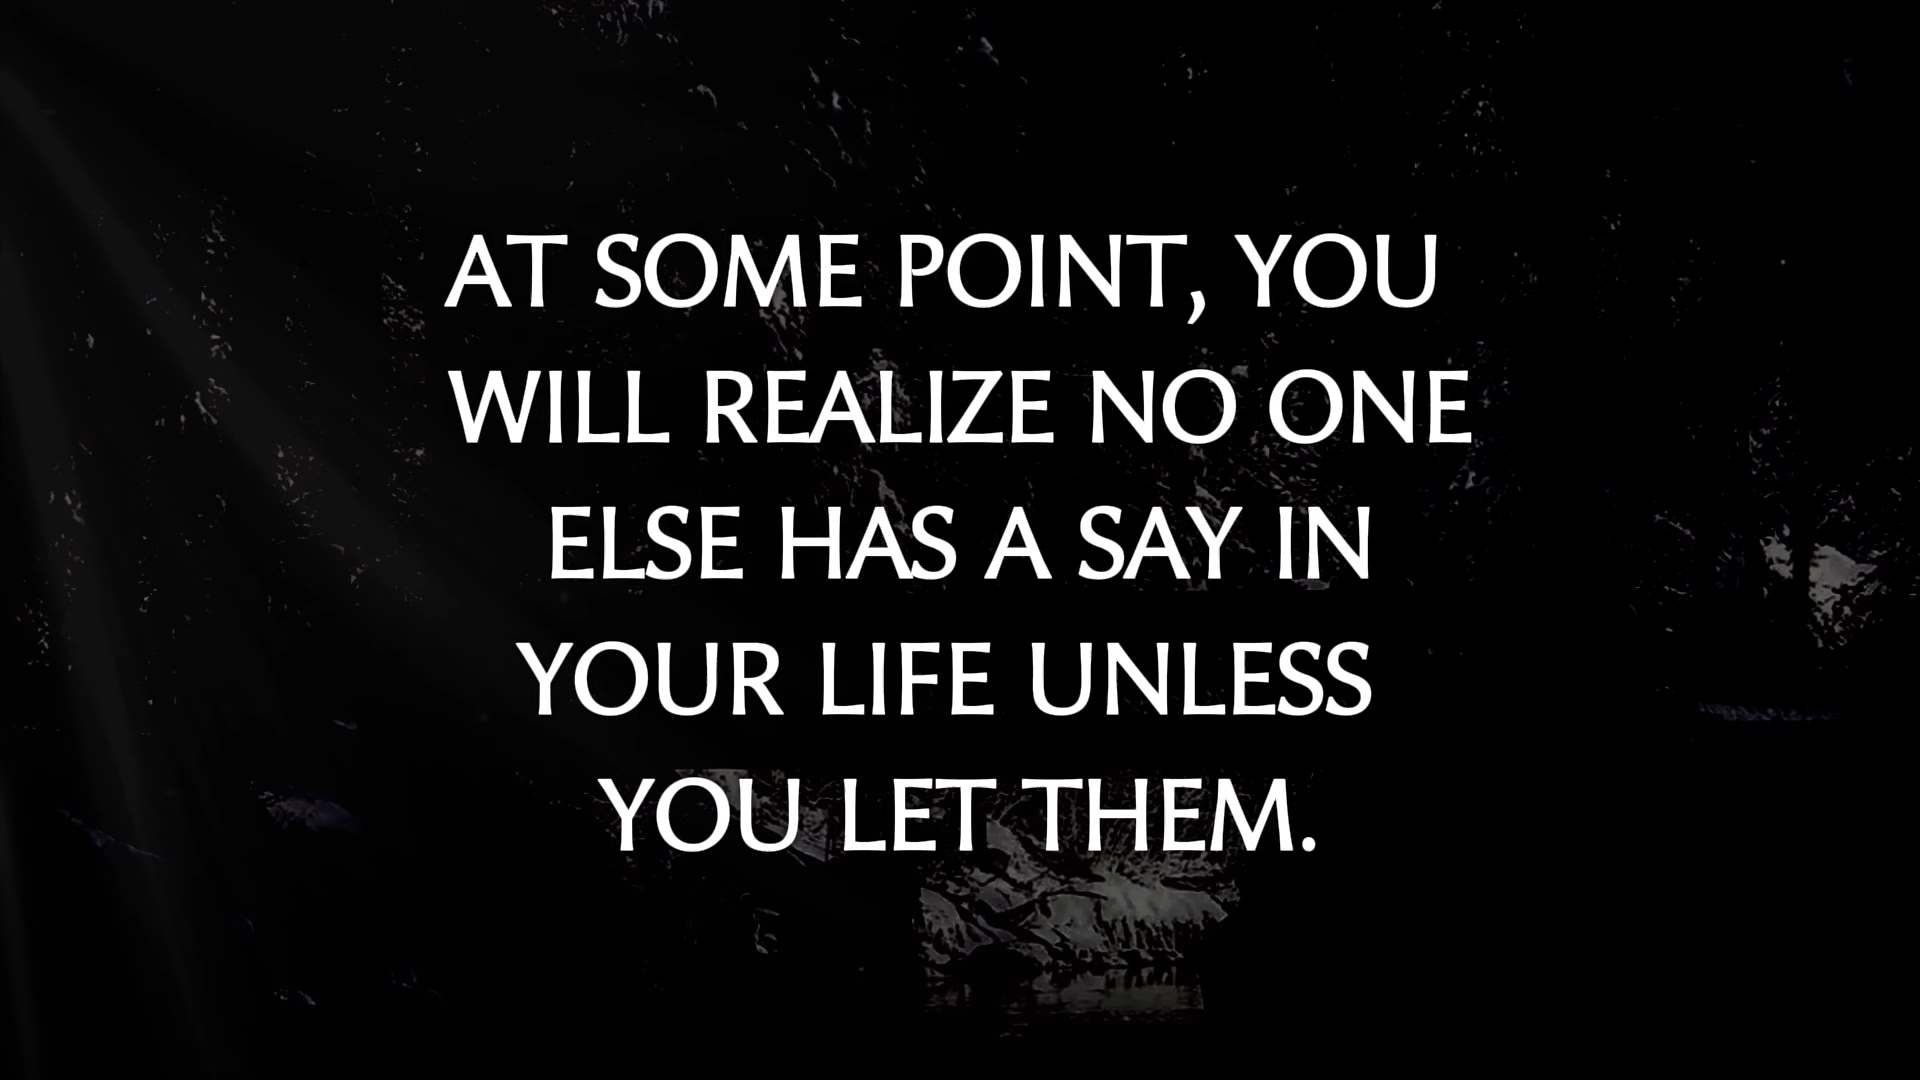 AT SOME POINT, YOU
WILL REALIZE NO ONE
ELSE HAS A SAY IN
YOUR LIFE UNLESS
YOU LET THEM.